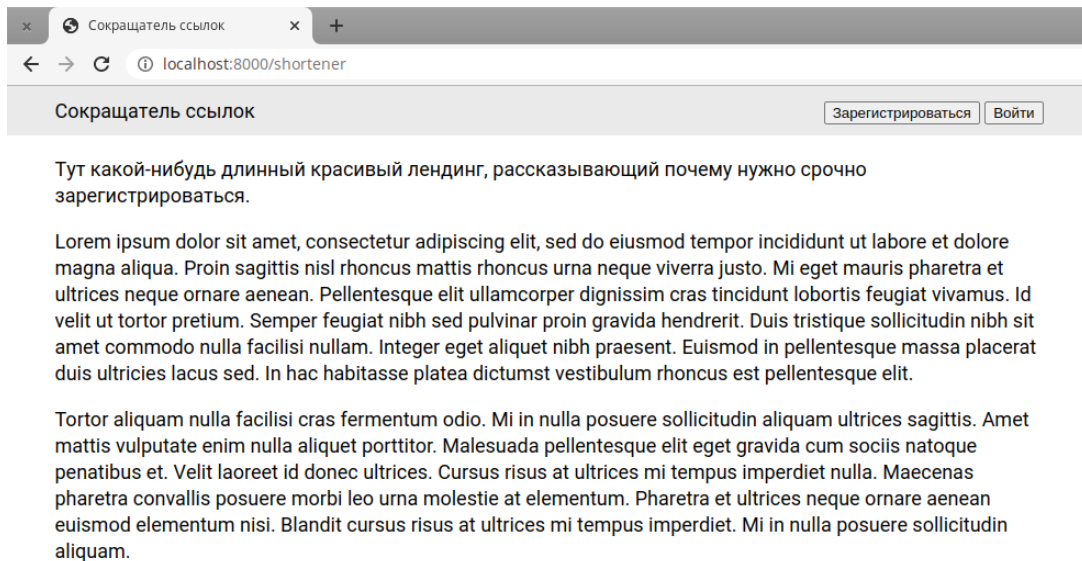 Сокращатель ссылок
localhost:8000/shortener
Сокращатель ссылок
Зарегистрироваться
Войти
Тут какой-нибудь длинный красивый лендинг, рассказывающий почему нужно срочно
зарегистрироваться.
Lorem ipsum dolor sit amet, consectetur adipiscing elit, sed do eiusmod tempor incididunt ut labore et dolore
magna aliqua. Proin sagittis nisl rhoncus mattis rhoncus urna neque viverra justo. Mi eget mauris pharetra et
ultrices neque ornare aenean. Pellentesque elit ullamcorper dignissim cras tincidunt lobortis feugiat vivamus. Id
velit ut tortor pretium. Semper feugiat nibh sed pulvinar proin gravida hendrerit. Duis tristique sollicitudin nibh sit
amet commodo nulla facilisi nullam. Integer eget aliquet nibh praesent. Euismod in pellentesque massa placerat
duis ultricies lacus sed. In hac habitasse platea dictumst vestibulum rhoncus est pellentesque elit.
Tortor aliquam nulla facilisi cras fermentum odio. Mi in nulla posuere sollicitudin aliquam ultrices sagittis. Amet
mattis vulputate enim nulla aliquet porttitor. Malesuada pellentesque elit eget gravida cum sociis natoque
penatibus et. Velit laoreet id donec ultrices. Cursus risus at ultrices mi tempus imperdiet nulla. Maecenas
pharetra convallis posuere morbi leo urna molestie at elementum. Pharetra et ultrices neque ornare aenean
euismod elementum nisi. Blandit cursus risus at ultrices mi tempus imperdiet. Mi in nulla posuere sollicitudin
aliquam.